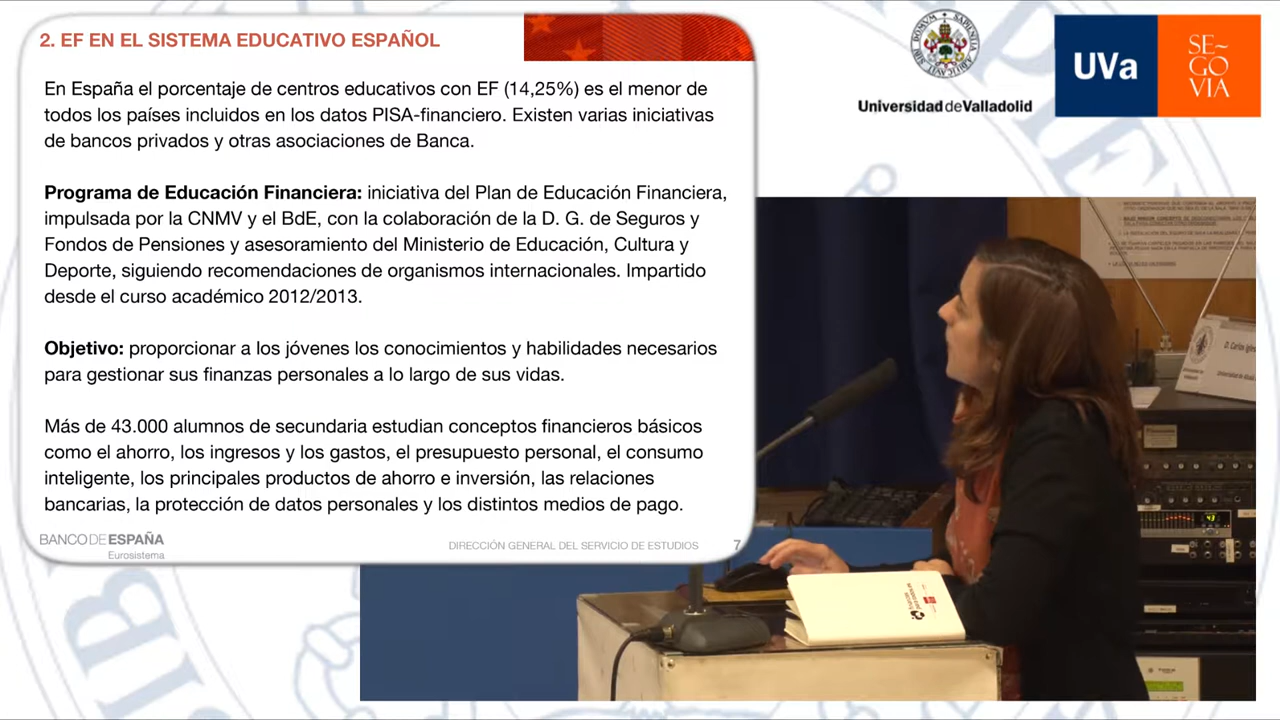 2. EF EN EL SISTEMA EDUCATIVO ESPAÑOL
En España el porcentaje de centros educativos con EF (14,25%) es el menor de
todos los países incluidos en los datos PISA-financiero. Existen varias iniciativas
de bancos privados y otras asociaciones de Banca.
Programa de Educación Financiera: iniciativa del Plan de Educación Financiera,
impulsada por la CNMV y el BdE, con la colaboración de la D. G. de Seguros y
Fondos de Pensiones y asesoramiento del Ministerio de Educación, Cultura y
Deporte, siguiendo recomendaciones de organismos internacionales. Impartido
desde el curso académico 2012/2013.
Objetivo: proporcionar a los jóvenes los conocimientos y habilidades necesarios
para gestionar sus finanzas personales a lo largo de sus vidas.
Más de 43.000 alumnos de secundaria estudian conceptos financieros básicos
como el ahorro, los ingresos y los gastos, el presupuesto personal, el consumo
inteligente, los principales productos de ahorro e inversión, las relaciones
bancarias, la protección de datos personales y los distintos medios de pago.
BANCODEESPAÑA
Eurosistema
DIRECCIÓN GENERAL DEL SERVICIO DE ESTUDIOS 7
Universidad de Valladolid
UVa
SE~
GO
VIA
D. Carlos